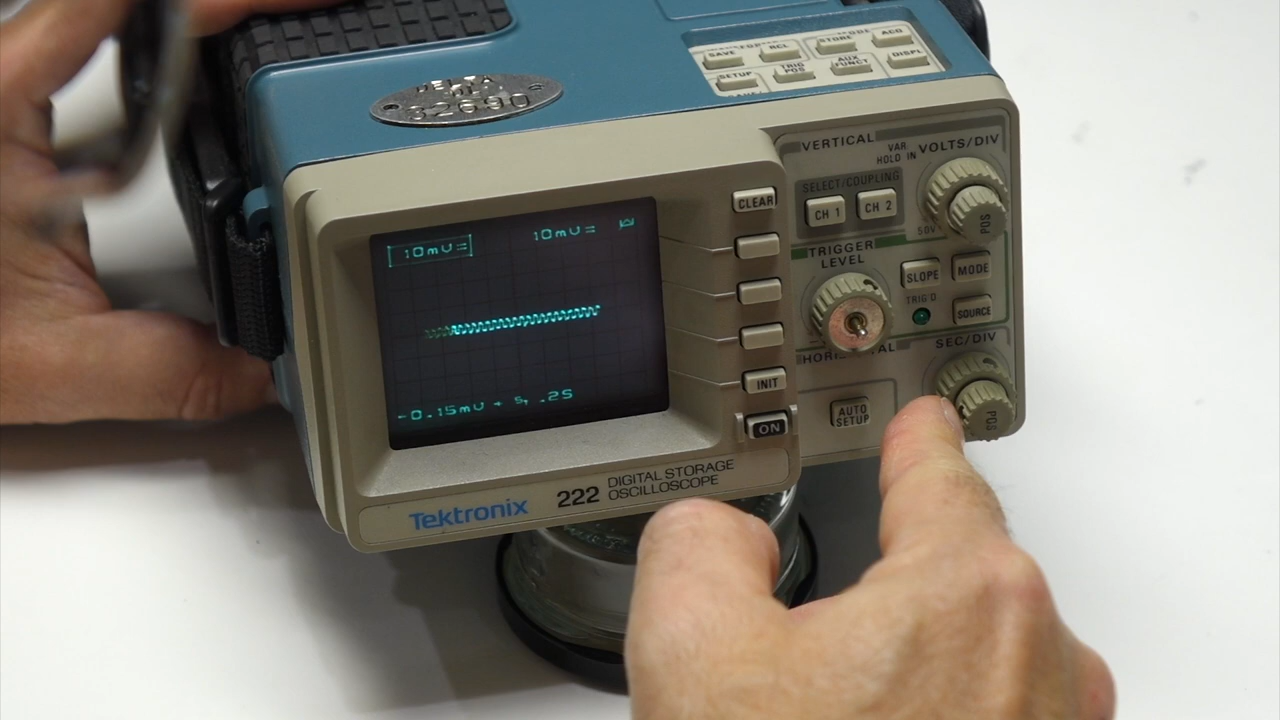 SAVE RCL STORE ACQ
SETUP TRIG POS AUX FUNCT DISPL
DELTA
32690
VERTICAL
VAR
HOLD IN
VOLTS/DIV
SELECT/COUPLING
CH 1 CH 2
50V
POS
CLEAR
10mV= 10mV=
TRIGGER
LEVEL
SLOPE MODE
TRIG'D
SOURCE
SEC/DIV
INIT
AUTO
SETUP
POS
ON
-0.15mV + .2S
Tektronix 222 DIGITAL STORAGE
OSCILLOSCOPE